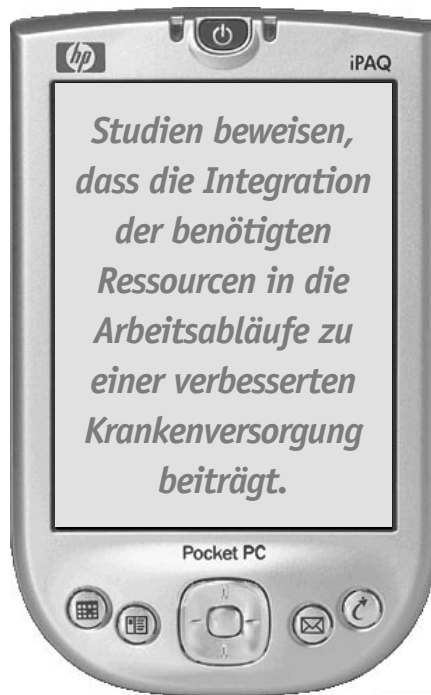 hp
iPAQ
Studien beweisen,
dass die Integration
der benötigten
Ressourcen in die
Arbeitsabläufe zu
einer verbesserten
Krankenversorgung
beiträgt.
Pocket PC